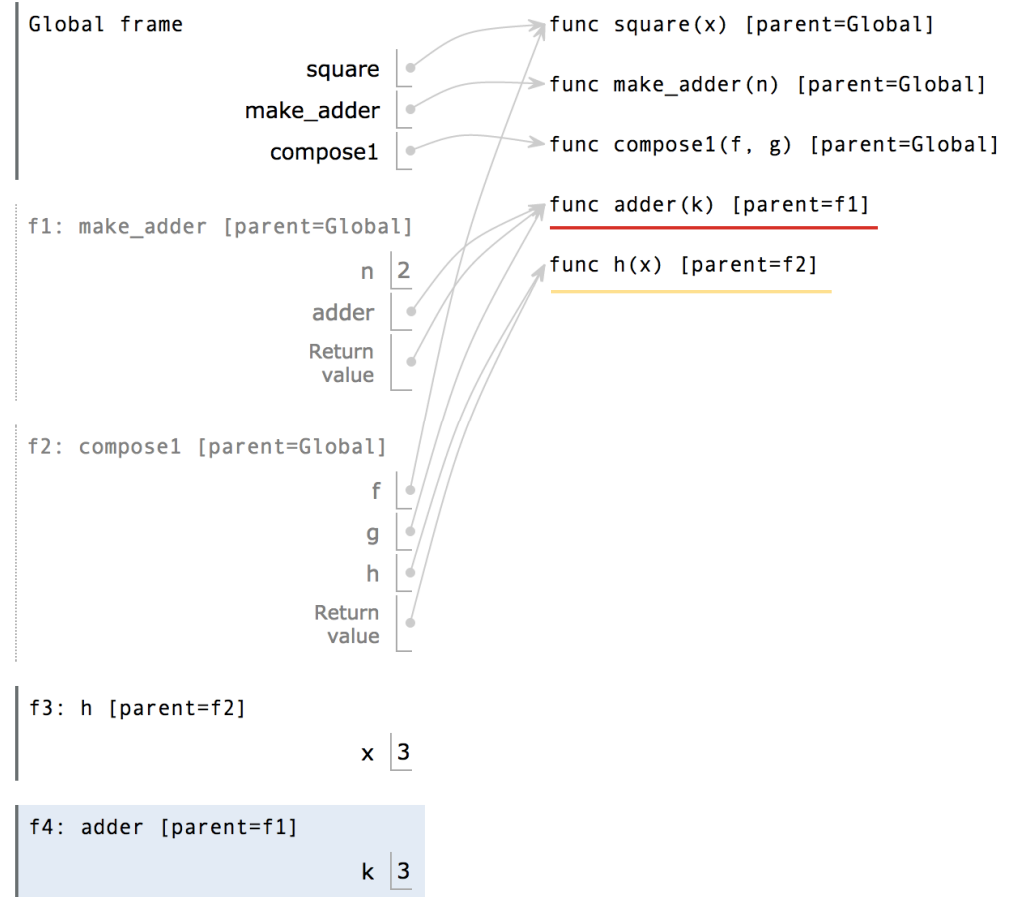 Global frame
square
make_adder
compose1
func square(x) [parent=Global]
func make_adder(n) [parent=Global]
func compose1(f, g) [parent=Global]
func adder(k) [parent=f1]
func h(x) [parent=f2]
f1: make_adder [parent=Global]
n 2
adder
Return
value
f2: compose1 [parent=Global]
f
g
h
Return
value
f3: h [parent=f2]
x 3
f4: adder [parent=f1]
k 3